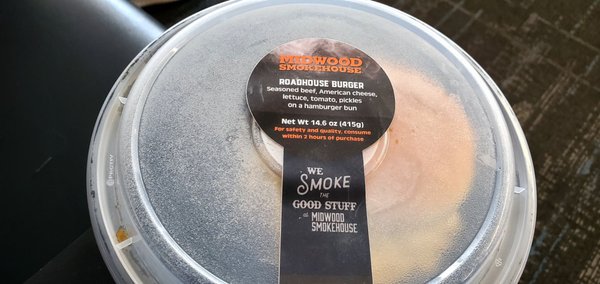 MIDWOOD
SMOKEHOUSE
ROADHOUSE BURGER
Seasoned beef, American cheese,
lettuce, tomato, pickles
on a hamburger bun
Net Wt 14.6 oz (415g)
For safety and quality, consume
within 2 hours of purchase
WE
SMOKE
THE
GOOD STUFF
at MIDWOOD
SMOKEHOUSE